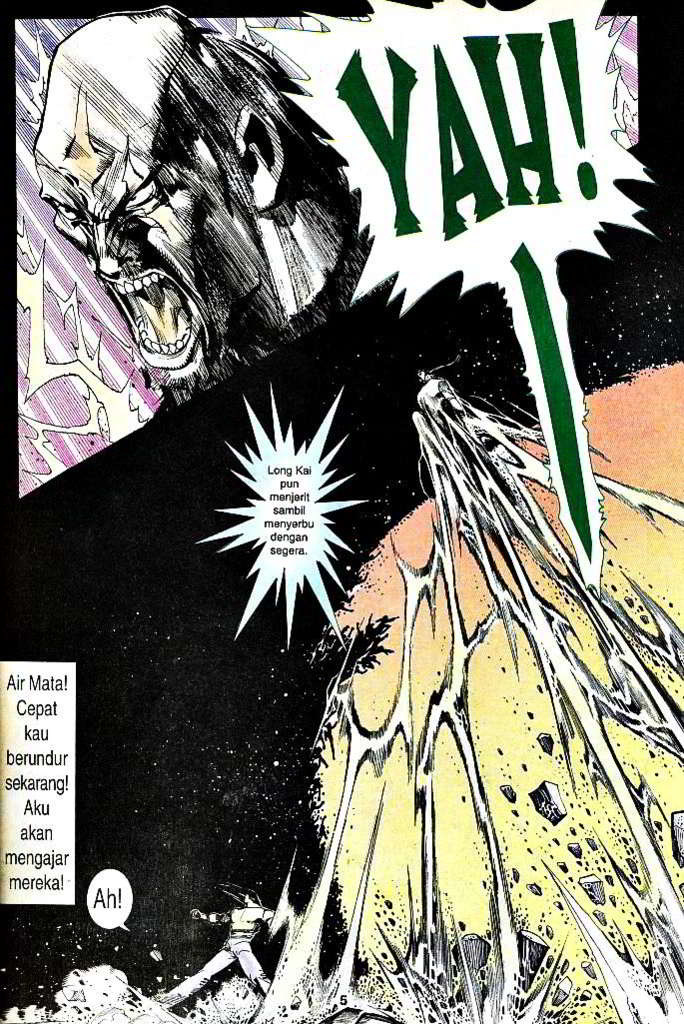 YAH!
Long Kai
pun
menjerit
sambil
menyerbu
dengan
segera.
Air Mata!
Cepat
kau
berundur
sekarang!
Aku
akan
mengajar
mereka!
Ah!
5